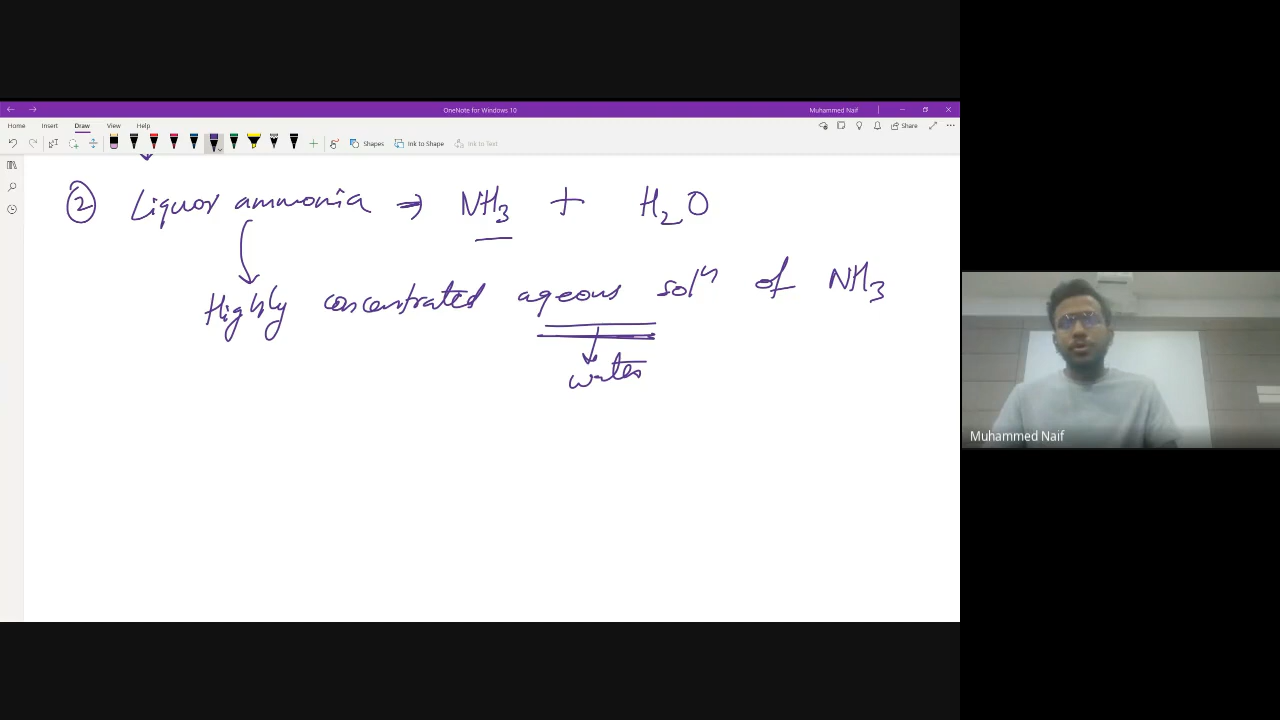 OneNote for Windows 10
Muhammed Naif
Home Insert Draw View Help
Share
Shapes Ink to Shape Ink to Text
② Liquor ammonia → NH₃ + H₂O
Highly concentrated ageous solⁿ of NH₃
water
Muhammed Naif